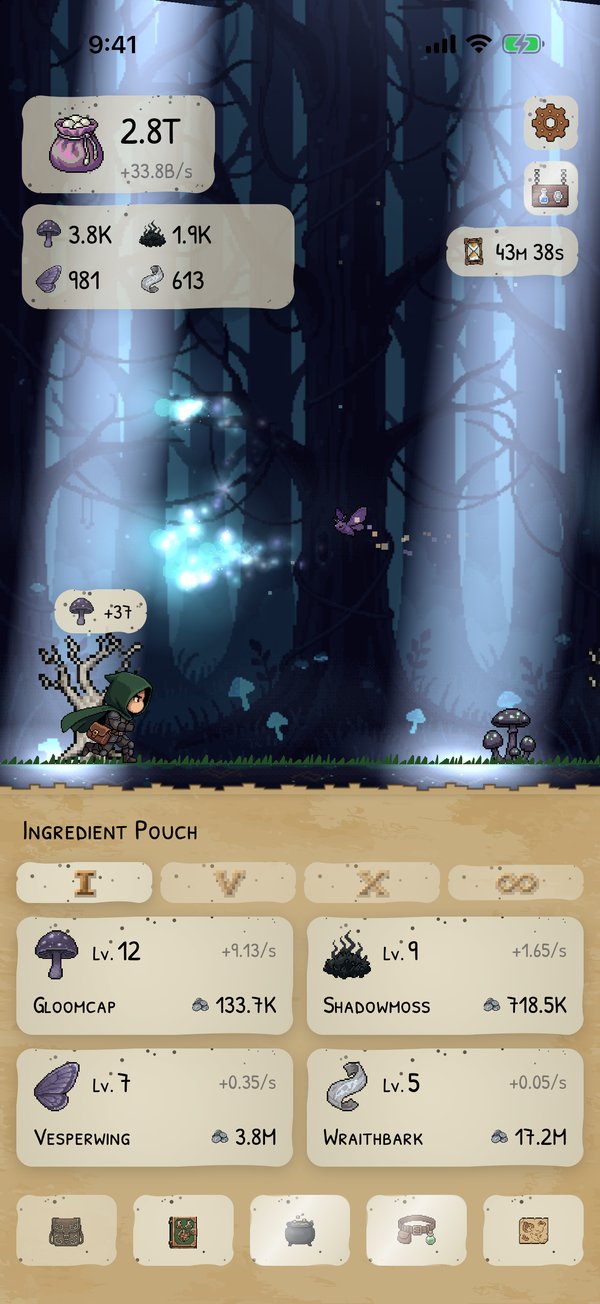 9:41
2.8T
+33.8B/s
3.8K 1.9K
981 613
43m 38s
+37
Ingredient Pouch
I V X ∞
Lv. 12 +9.13/s
Gloomcap 133.7K
Lv. 9 +1.65/s
Shadowmoss 718.5K
Lv. 7 +0.35/s
Vesperwing 3.8M
Lv. 5 +0.05/s
Wraithbark 17.2M